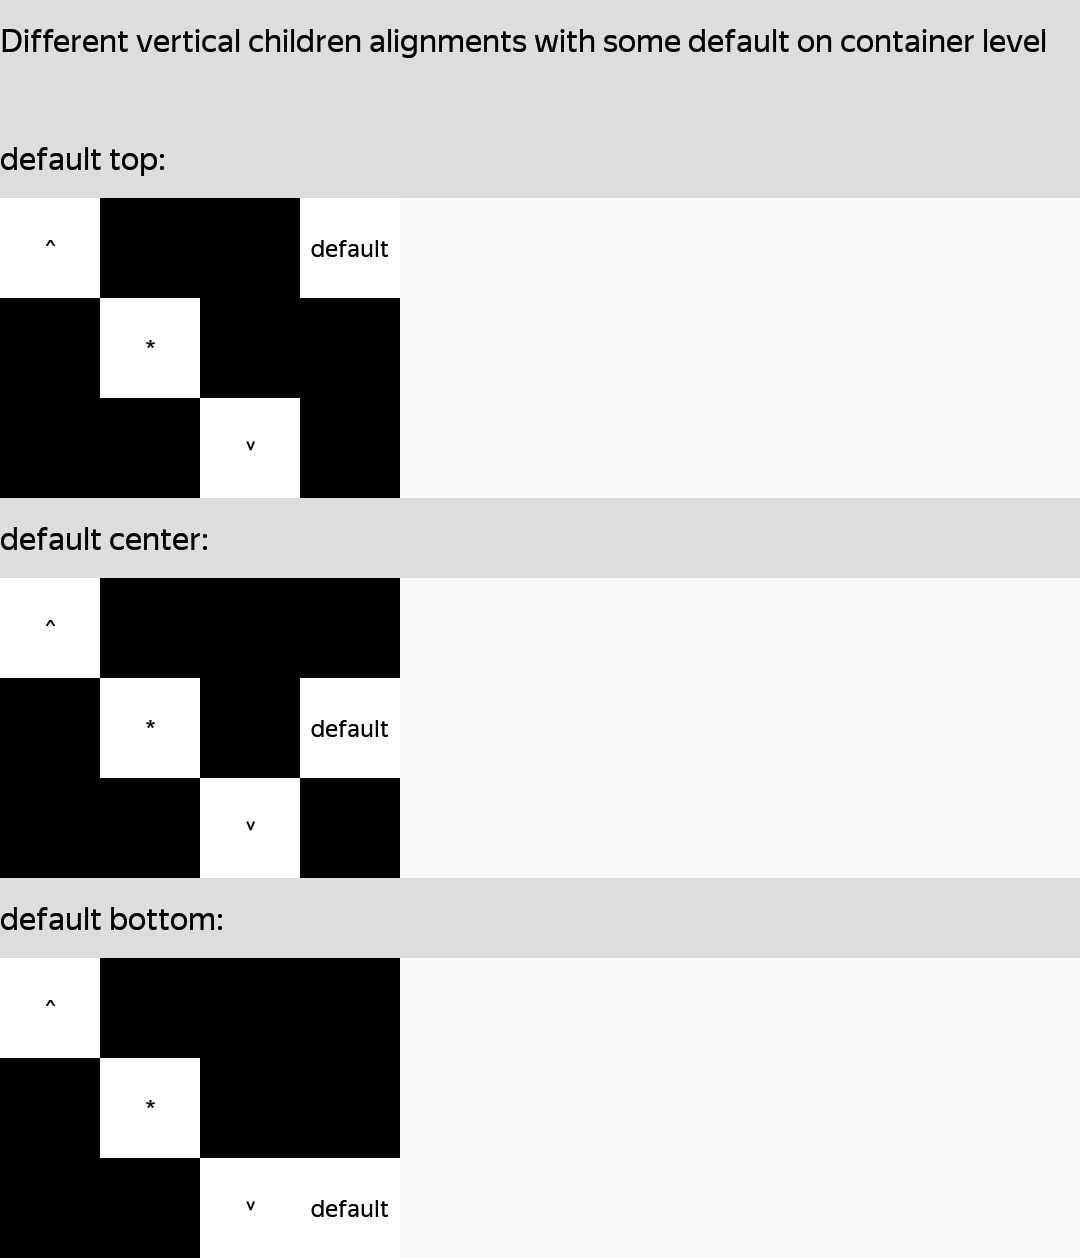 Different vertical children alignments with some default on container level
default top:
^ default
*
v
default center:
^
* default
v
default bottom:
^
*
v default